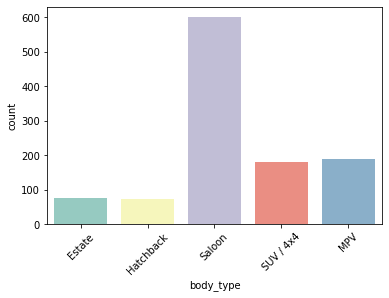 600
500
400
300
200
100
0
count
Estate
Hatchback
Saloon
SUV / 4x4
MPV
body_type